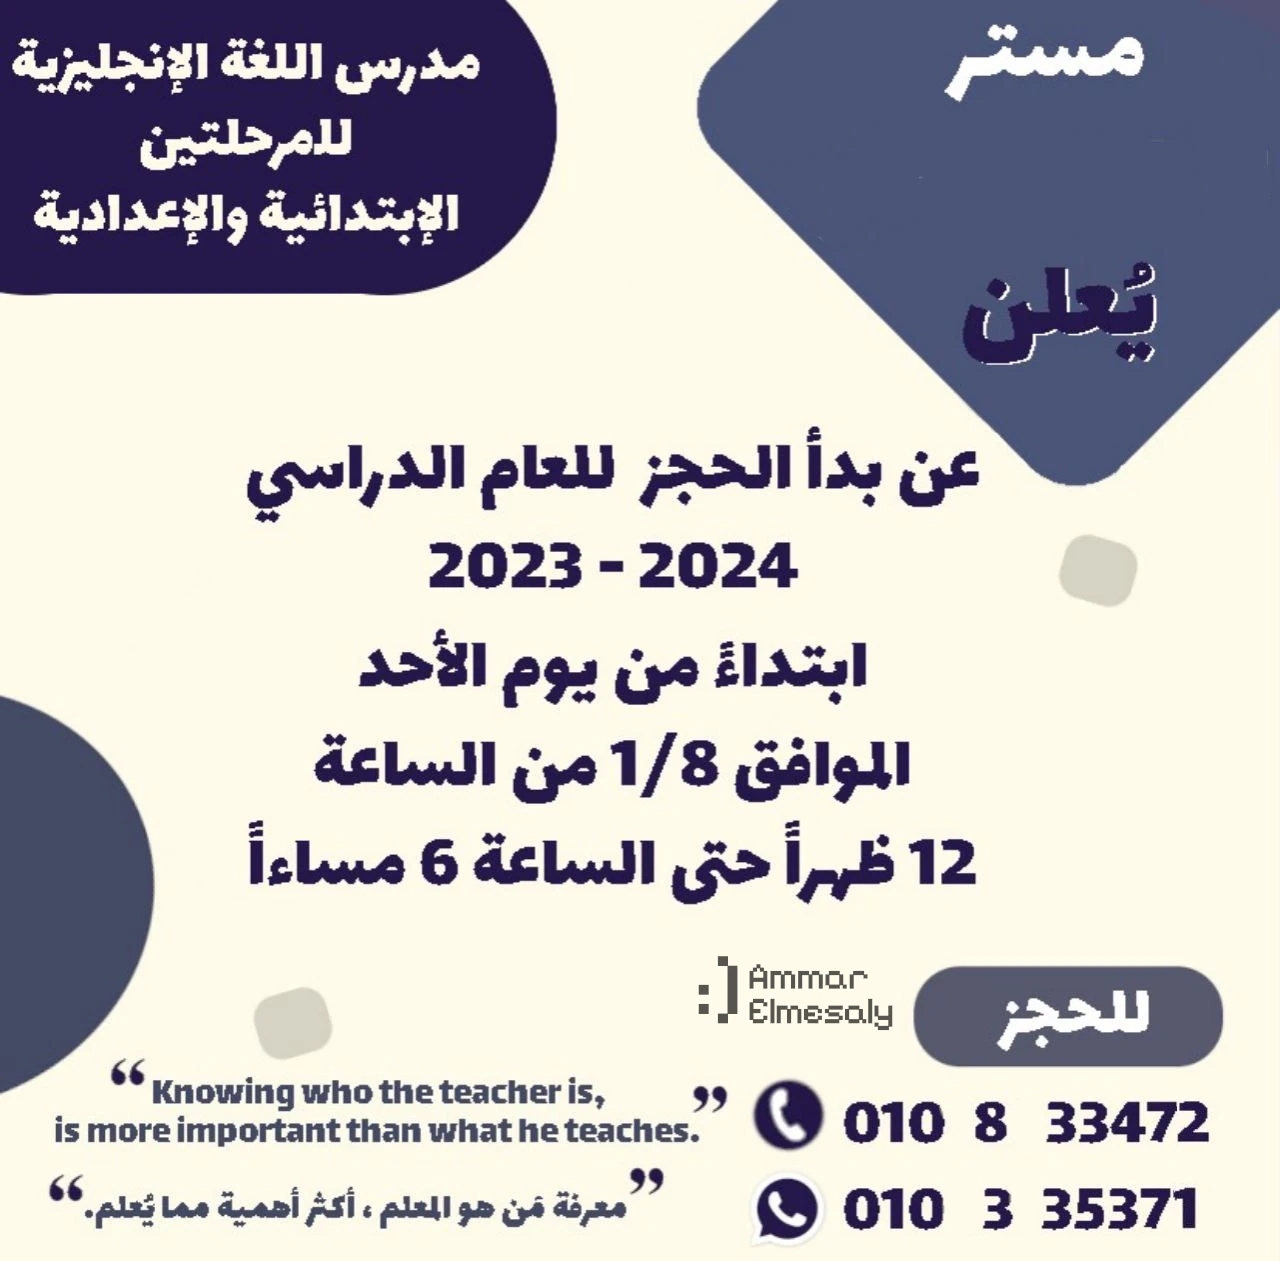 مستر
يُعلن
مدرس اللغة الإنجليزية
للمرحلتين
الإبتدائية والإعدادية
عن بدأ الحجز للعام الدراسي
2023 - 2024
ابتداءً من يوم الأحد
الموافق 1/8 من الساعة
12 ظهراً حتى الساعة 6 مساءاً
:] Ammar
Elmesaly
للحجز
010 8 33472
010 3 35371
“Knowing who the teacher is,
is more important than what he teaches.”
“معرفة مَن هو المعلم ، أكثر أهمية مما يُعلم.”